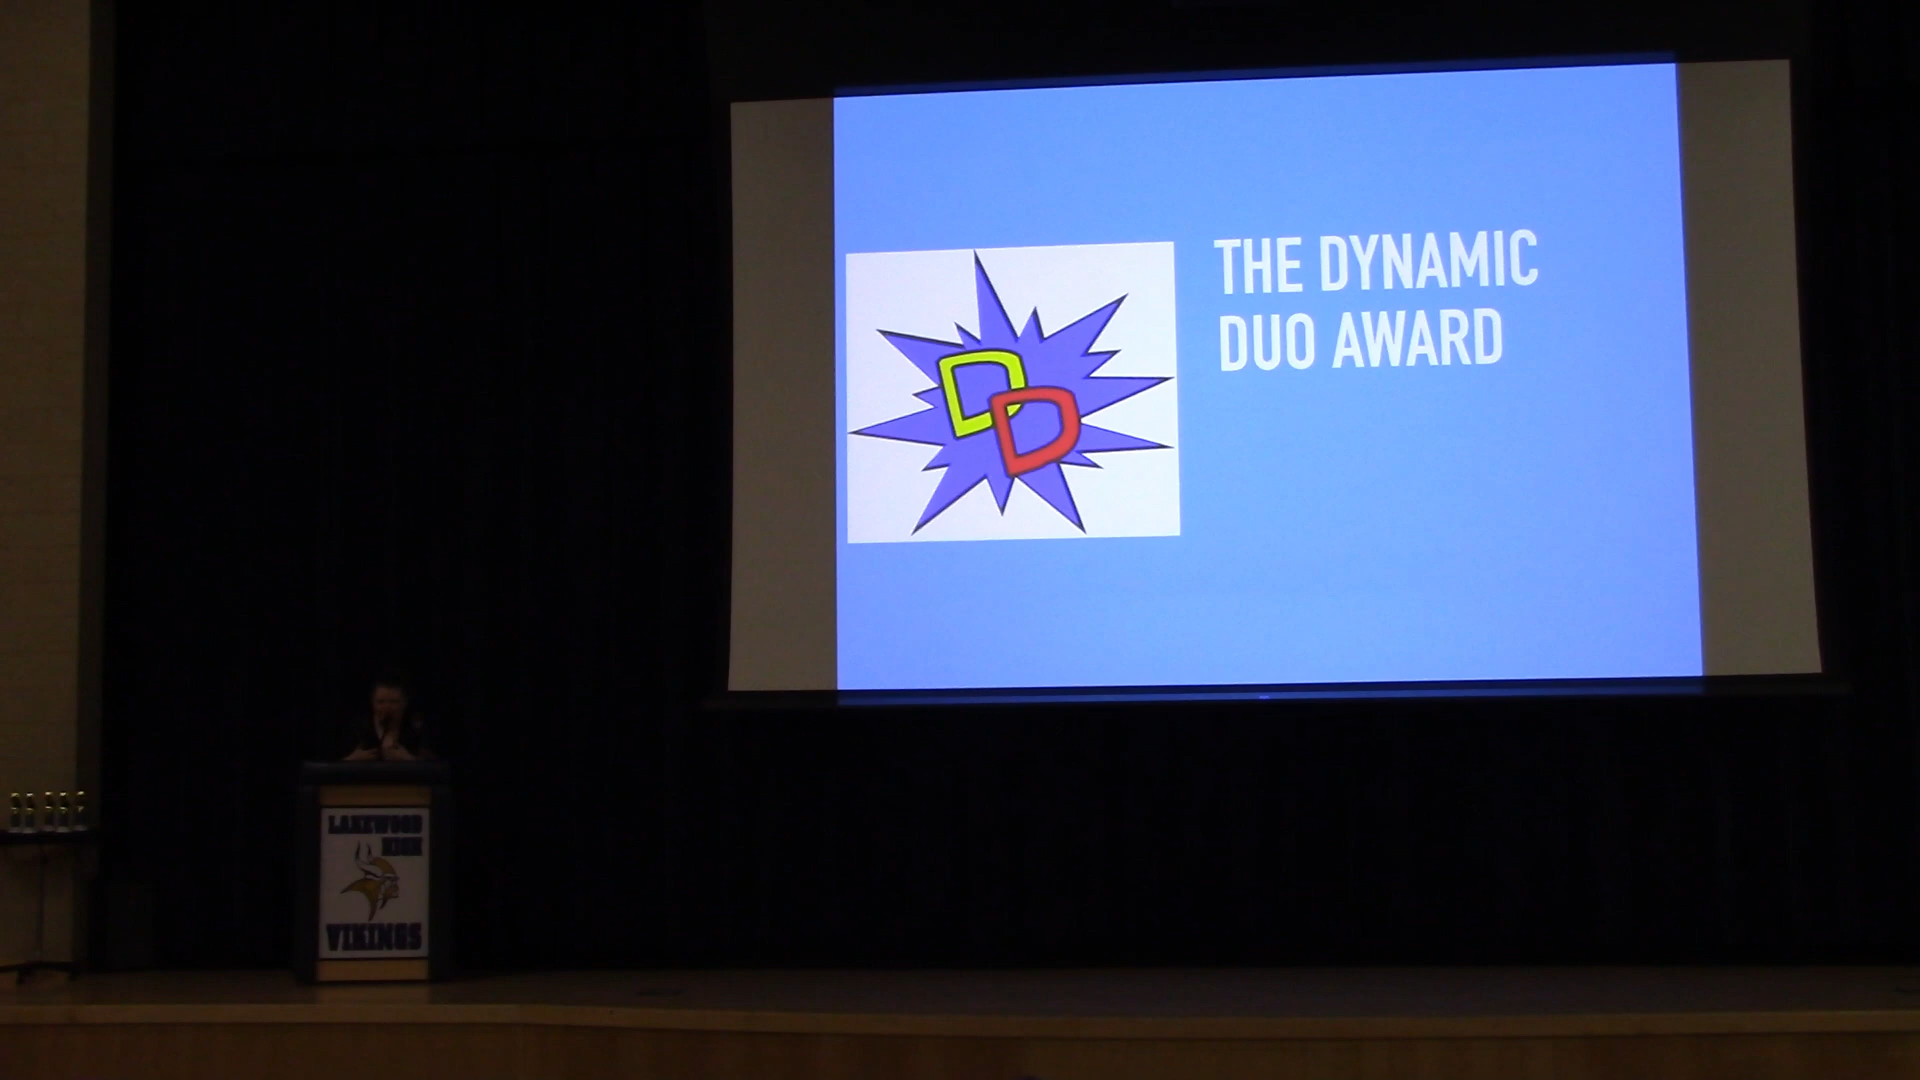 THE DYNAMIC
DUO AWARD
DD
LAKEWOOD
HIGH
VIKINGS